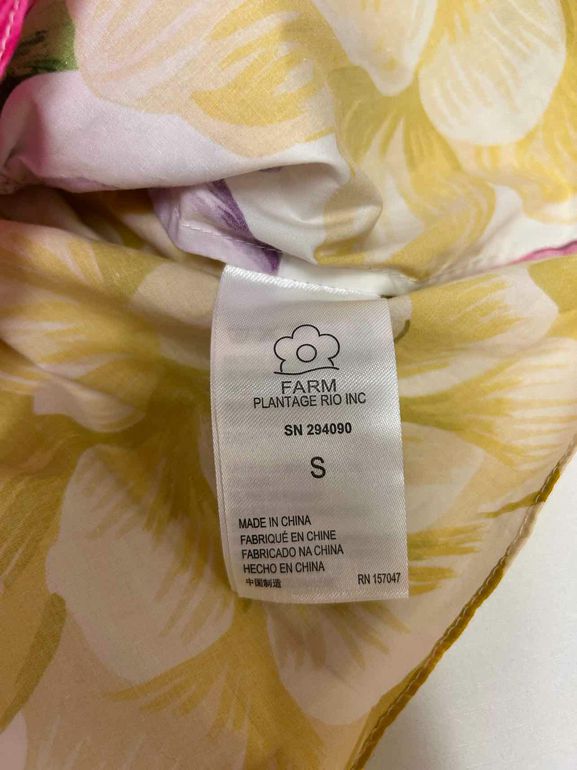 FARM
PLANTAGE RIO INC
SN 294090
S
MADE IN CHINA
FABRIQUÉ EN CHINE
FABRICADO NA CHINA
HECHO EN CHINA
中国制造
RN 157047